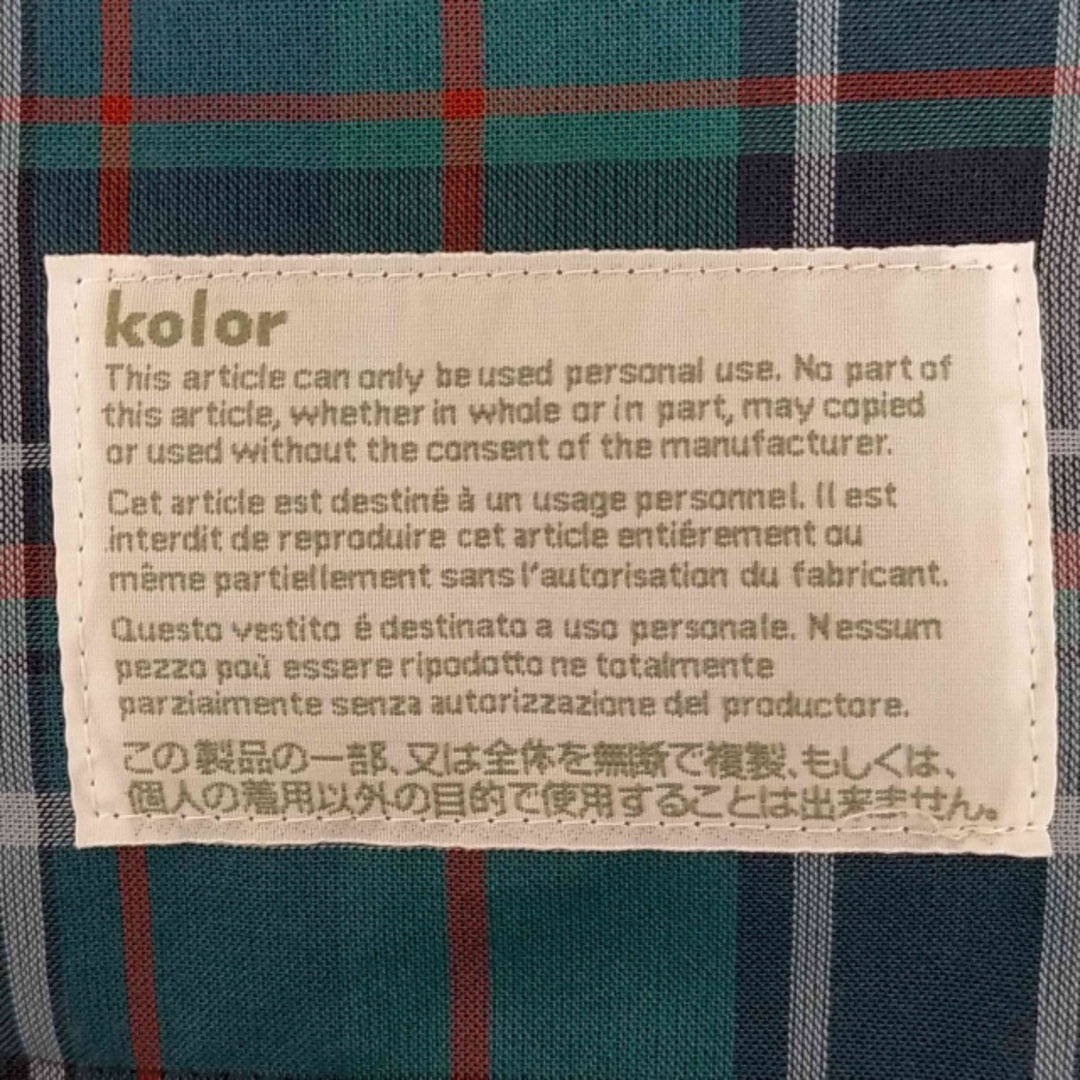 kolor
This article can only be used personal use. No part of
this article, whether in whole or in part, may copied
or used without the consent of the manufacturer.
Cet article est destiné à un usage personnel. Il est
interdit de reproduire cet article entiérement ou
même partiellement sans l'autorisation du fabricant.
Questo vestito é destinato a uso personale. Nessum
pezzo poù essere ripodotto ne totalmente
parziaimente senza autorizzazione del productore.
この製品の一部、又は全体を無断で複製、もしくは、
個人の着用以外の目的で使用することは出来ません。